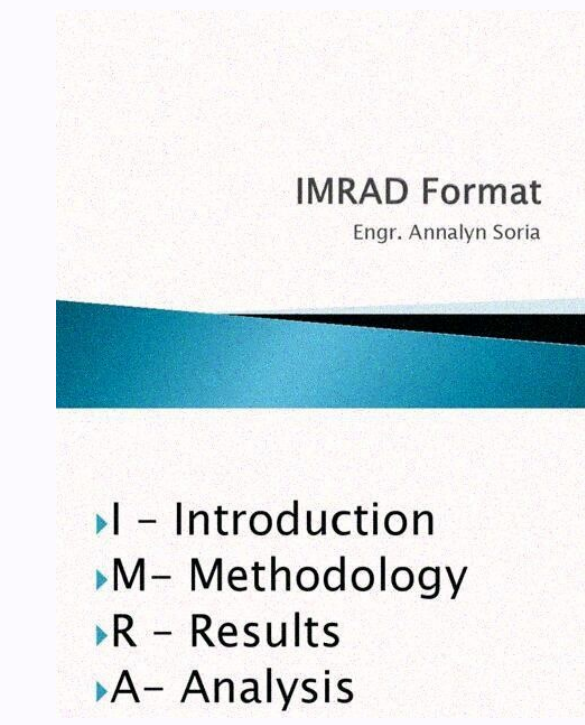 IMRAD Format
Engr. Annalyn Soria
I – Introduction
M– Methodology
R – Results
A– Analysis